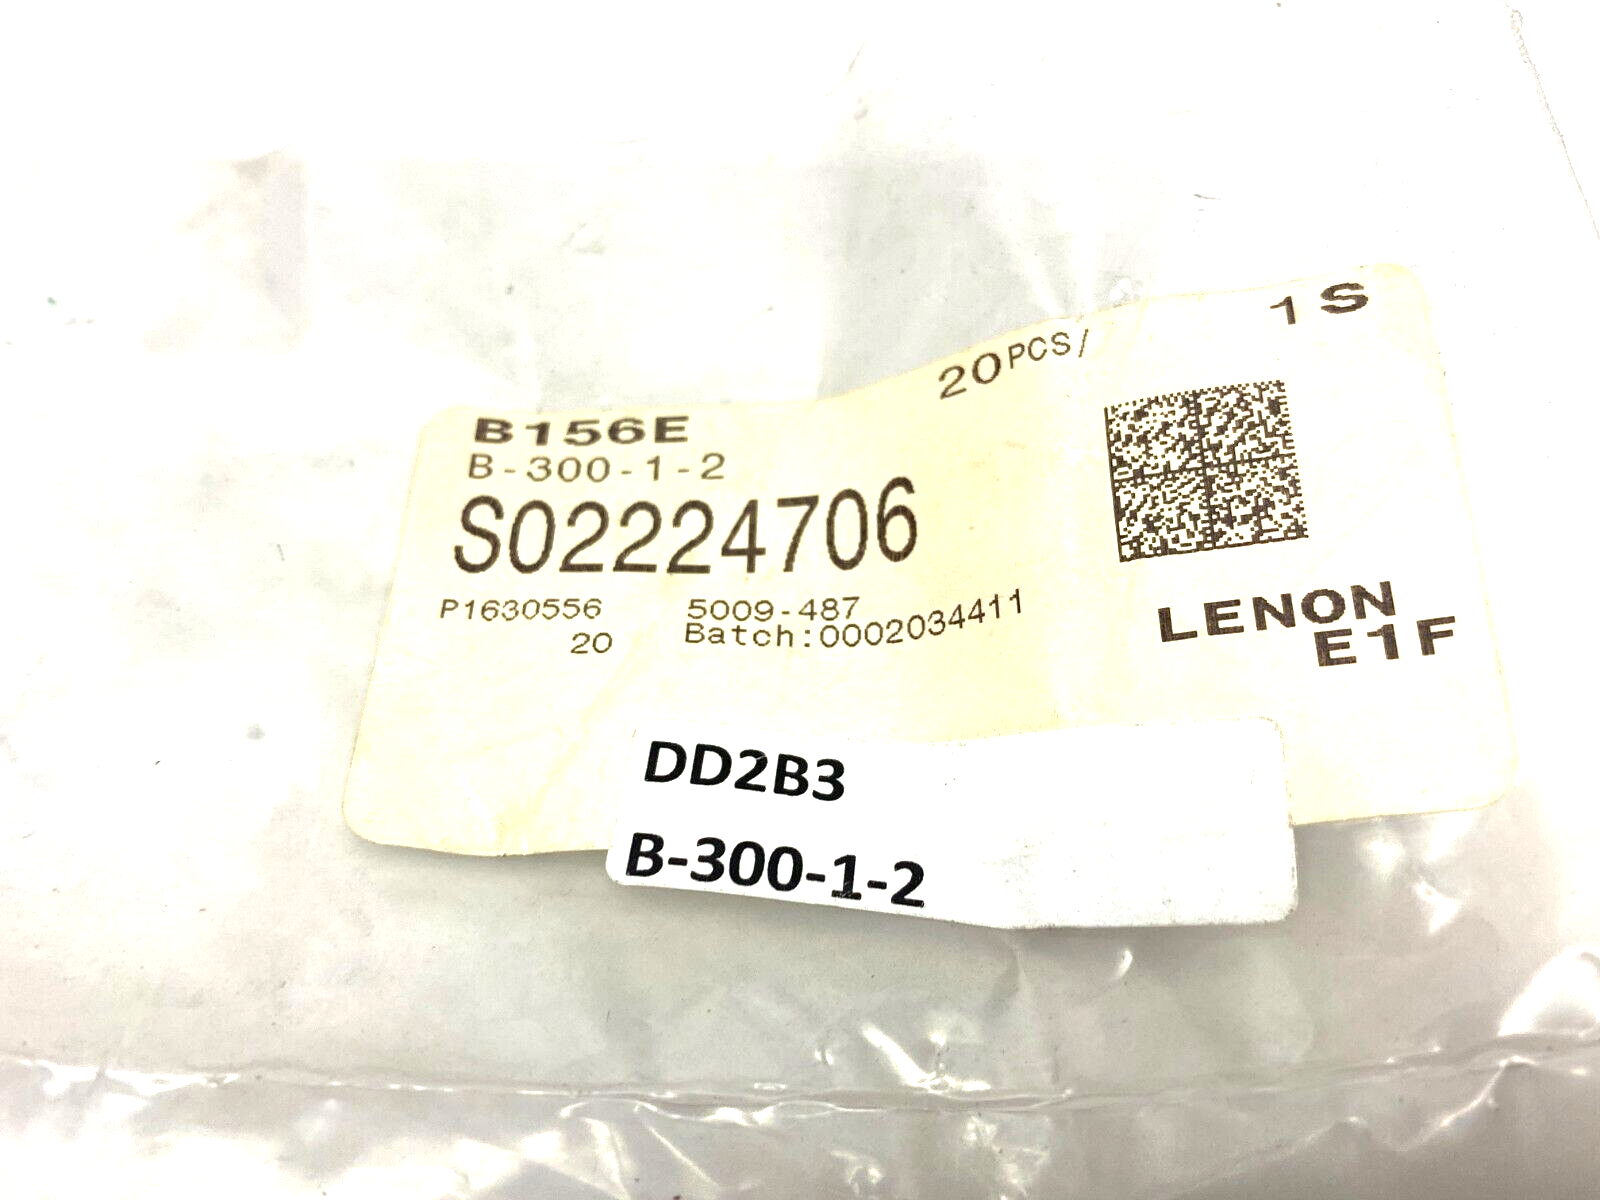 1S
20PCS/
B156E
B-300-1-2
S02224706
P1630556 5009-487
20 Batch:0002034411
LENON
E1F
DD2B3
B-300-1-2